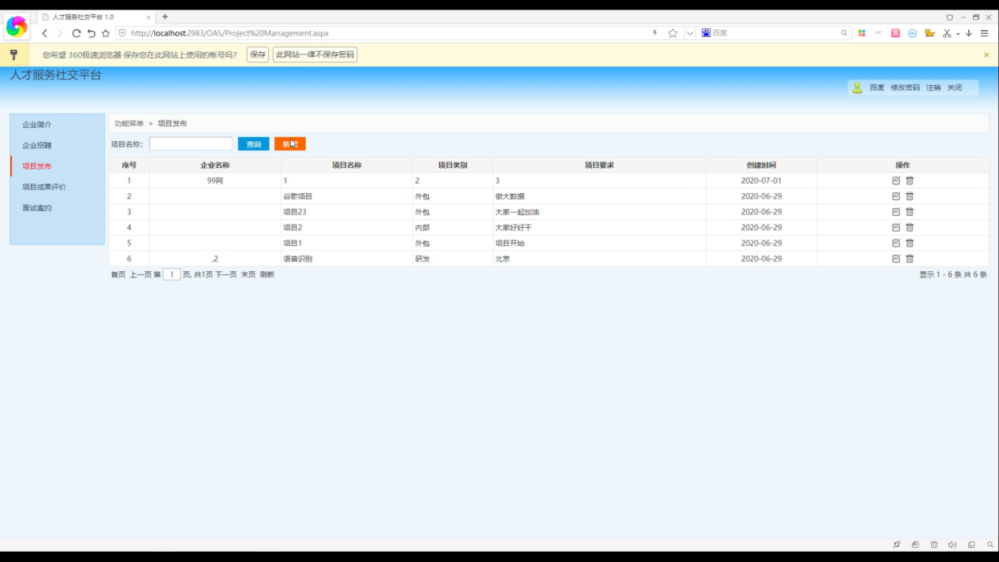 人才服务社交平台 1.0
http://localhost:2983/OAS/Project%20Management.aspx
百度
您希望 360极速浏览器 保存您在此网站上使用的帐号吗? 保存 此网站一律不保存密码
人才服务社交平台
百度 修改密码 注销 关闭
企业简介
企业招聘
项目发布
项目成果评价
面试邀约
功能菜单 > 项目发布
项目名称: 查询
序号 企业名称 项目名称 项目类别 项目要求 创建时间 操作
1 99网 1 2 3 2020-07-01
2 谷歌项目 外包 做大数据 2020-06-29
3 项目23 外包 大家一起加油 2020-06-29
4 项目2 内部 大家好好干 2020-06-29
5 项目1 外包 项目开始 2020-06-29
6 ,2 语音识别 研发 北京 2020-06-29
首页 上一页 第 1 页, 共1页 下一页 末页 刷新 显示 1 - 6 条 共 6 条